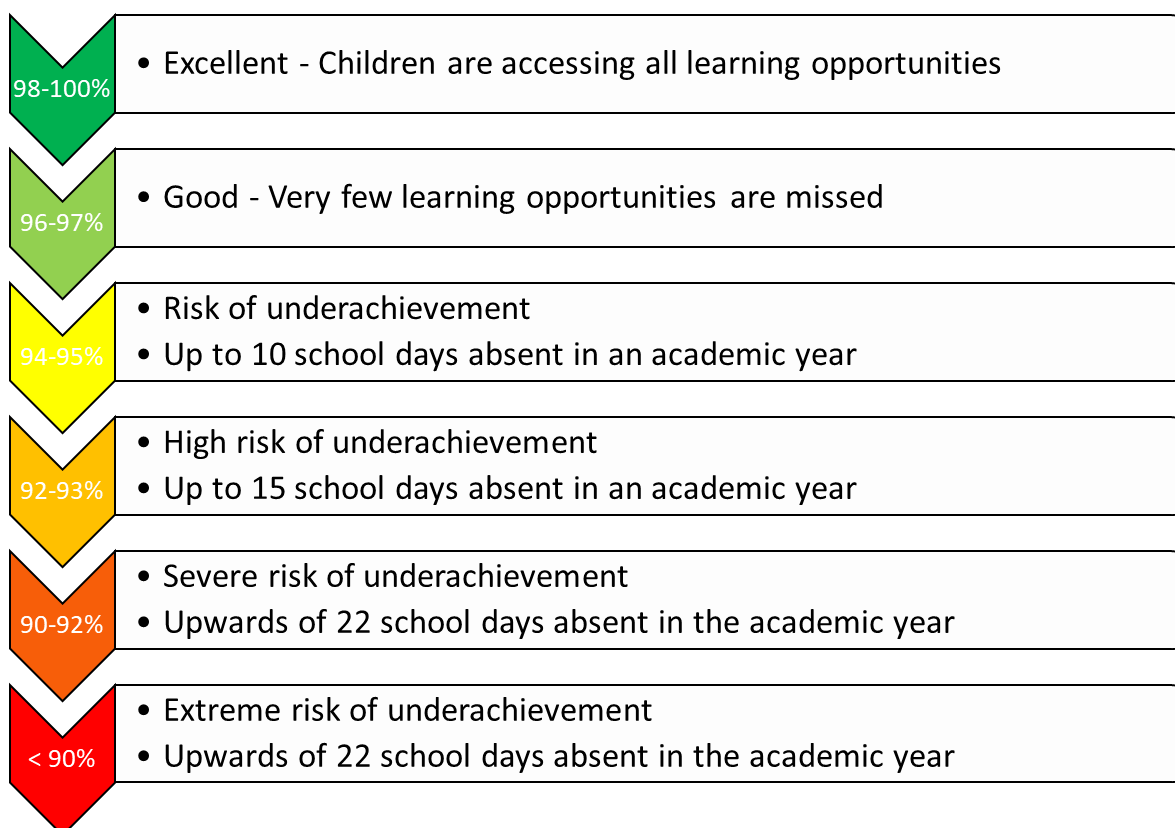 98-100%
• Excellent - Children are accessing all learning opportunities
96-97%
• Good - Very few learning opportunities are missed
94-95%
• Risk of underachievement
• Up to 10 school days absent in an academic year
92-93%
• High risk of underachievement
• Up to 15 school days absent in an academic year
90-92%
• Severe risk of underachievement
• Upwards of 22 school days absent in the academic year
< 90%
• Extreme risk of underachievement
• Upwards of 22 school days absent in the academic year